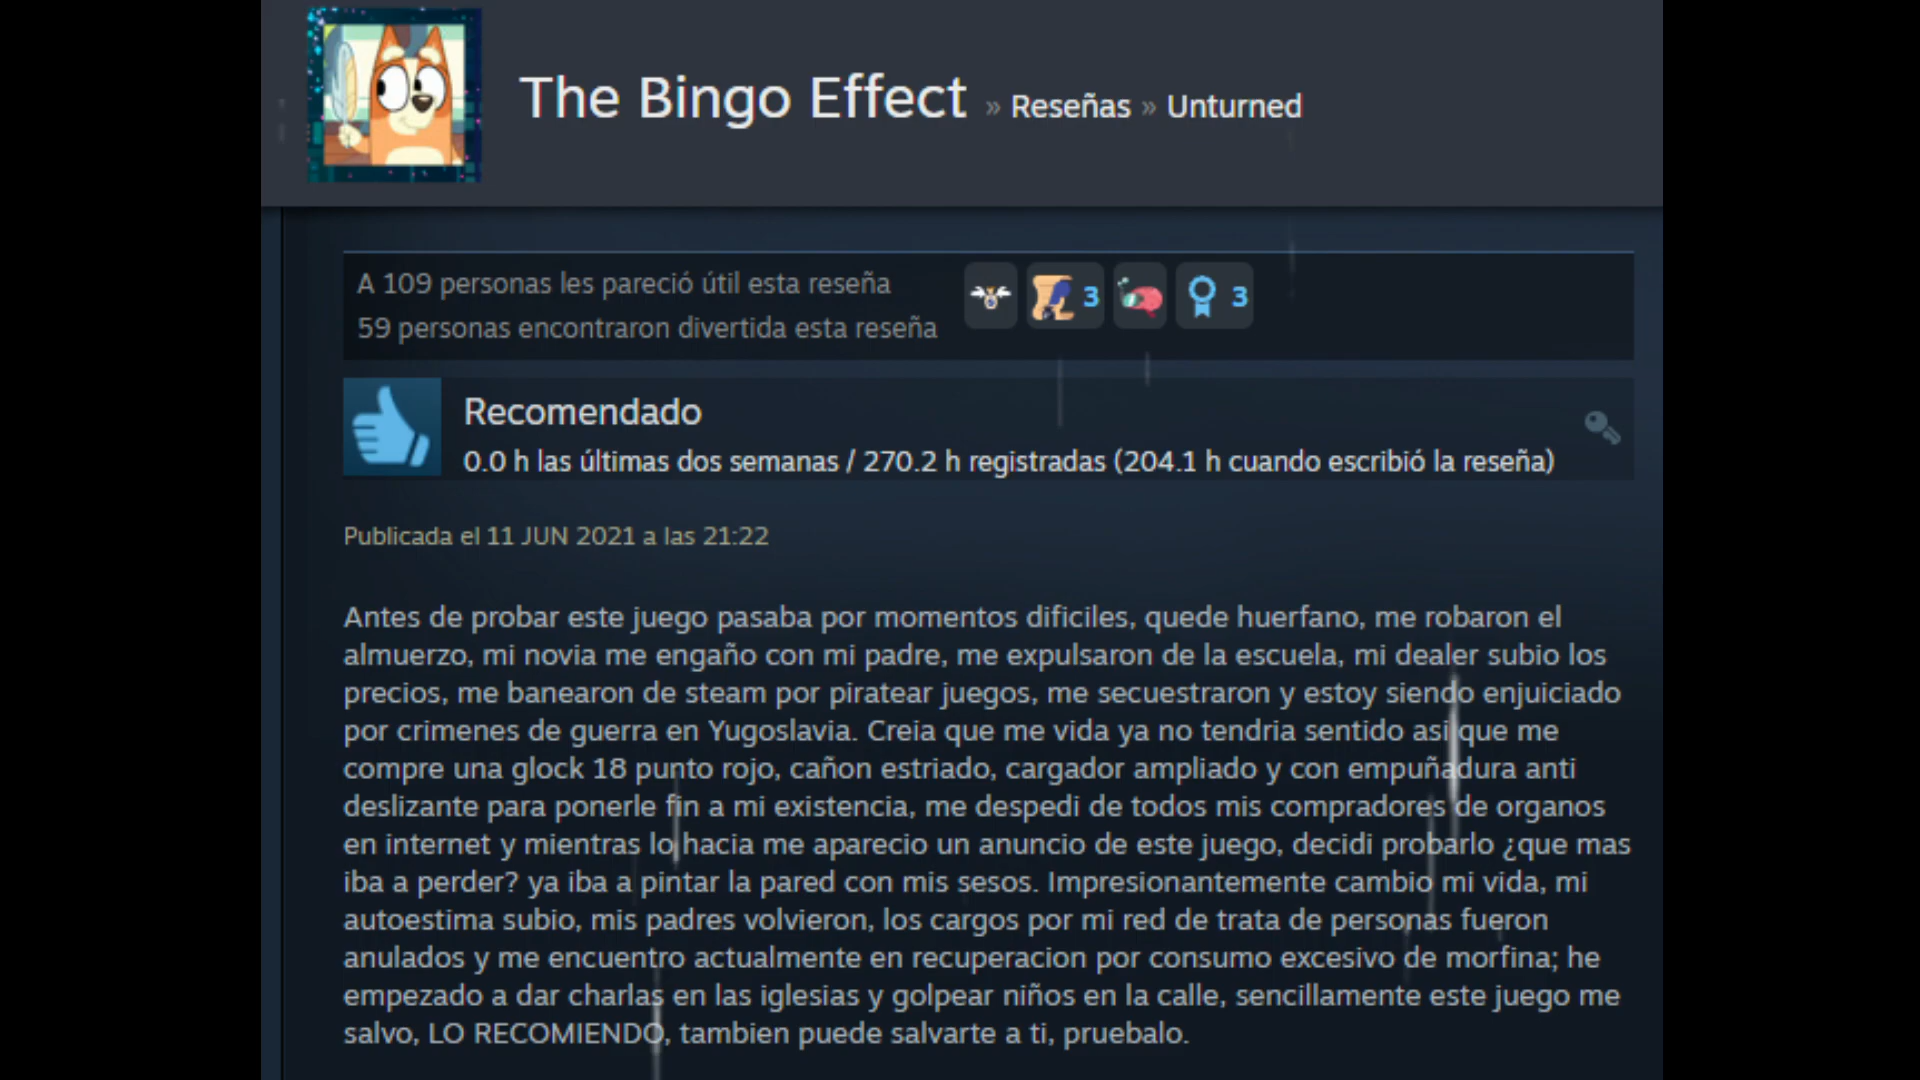 The Bingo Effect » Reseñas » Unturned
A 109 personas les pareció útil esta reseña
59 personas encontraron divertida esta reseña
3
3
Recomendado
0.0 h las últimas dos semanas / 270.2 h registradas (204.1 h cuando escribió la reseña)
Publicada el 11 JUN 2021 a las 21:22
Antes de probar este juego pasaba por momentos dificiles, quede huerfano, me robaron el
almuerzo, mi novia me engaño con mi padre, me expulsaron de la escuela, mi dealer subio los
precios, me banearon de steam por piratear juegos, me secuestraron y estoy siendo enjuiciado
por crimenes de guerra en Yugoslavia. Creia que me vida ya no tendria sentido asi que me
compre una glock 18 punto rojo, cañon estriado, cargador ampliado y con empuñadura anti
deslizante para ponerle fin a mi existencia, me despedi de todos mis compradores de organos
en internet y mientras lo hacia me aparecio un anuncio de este juego, decidi probarlo ¿que mas
iba a perder? ya iba a pintar la pared con mis sesos. Impresionantemente cambio mi vida, mi
autoestima subio, mis padres volvieron, los cargos por mi red de trata de personas fueron
anulados y me encuentro actualmente en recuperacion por consumo excesivo de morfina; he
empezado a dar charlas en las iglesias y golpear niños en la calle, sencillamente este juego me
salvo, LO RECOMIENDO, tambien puede salvarte a ti, pruebalo.